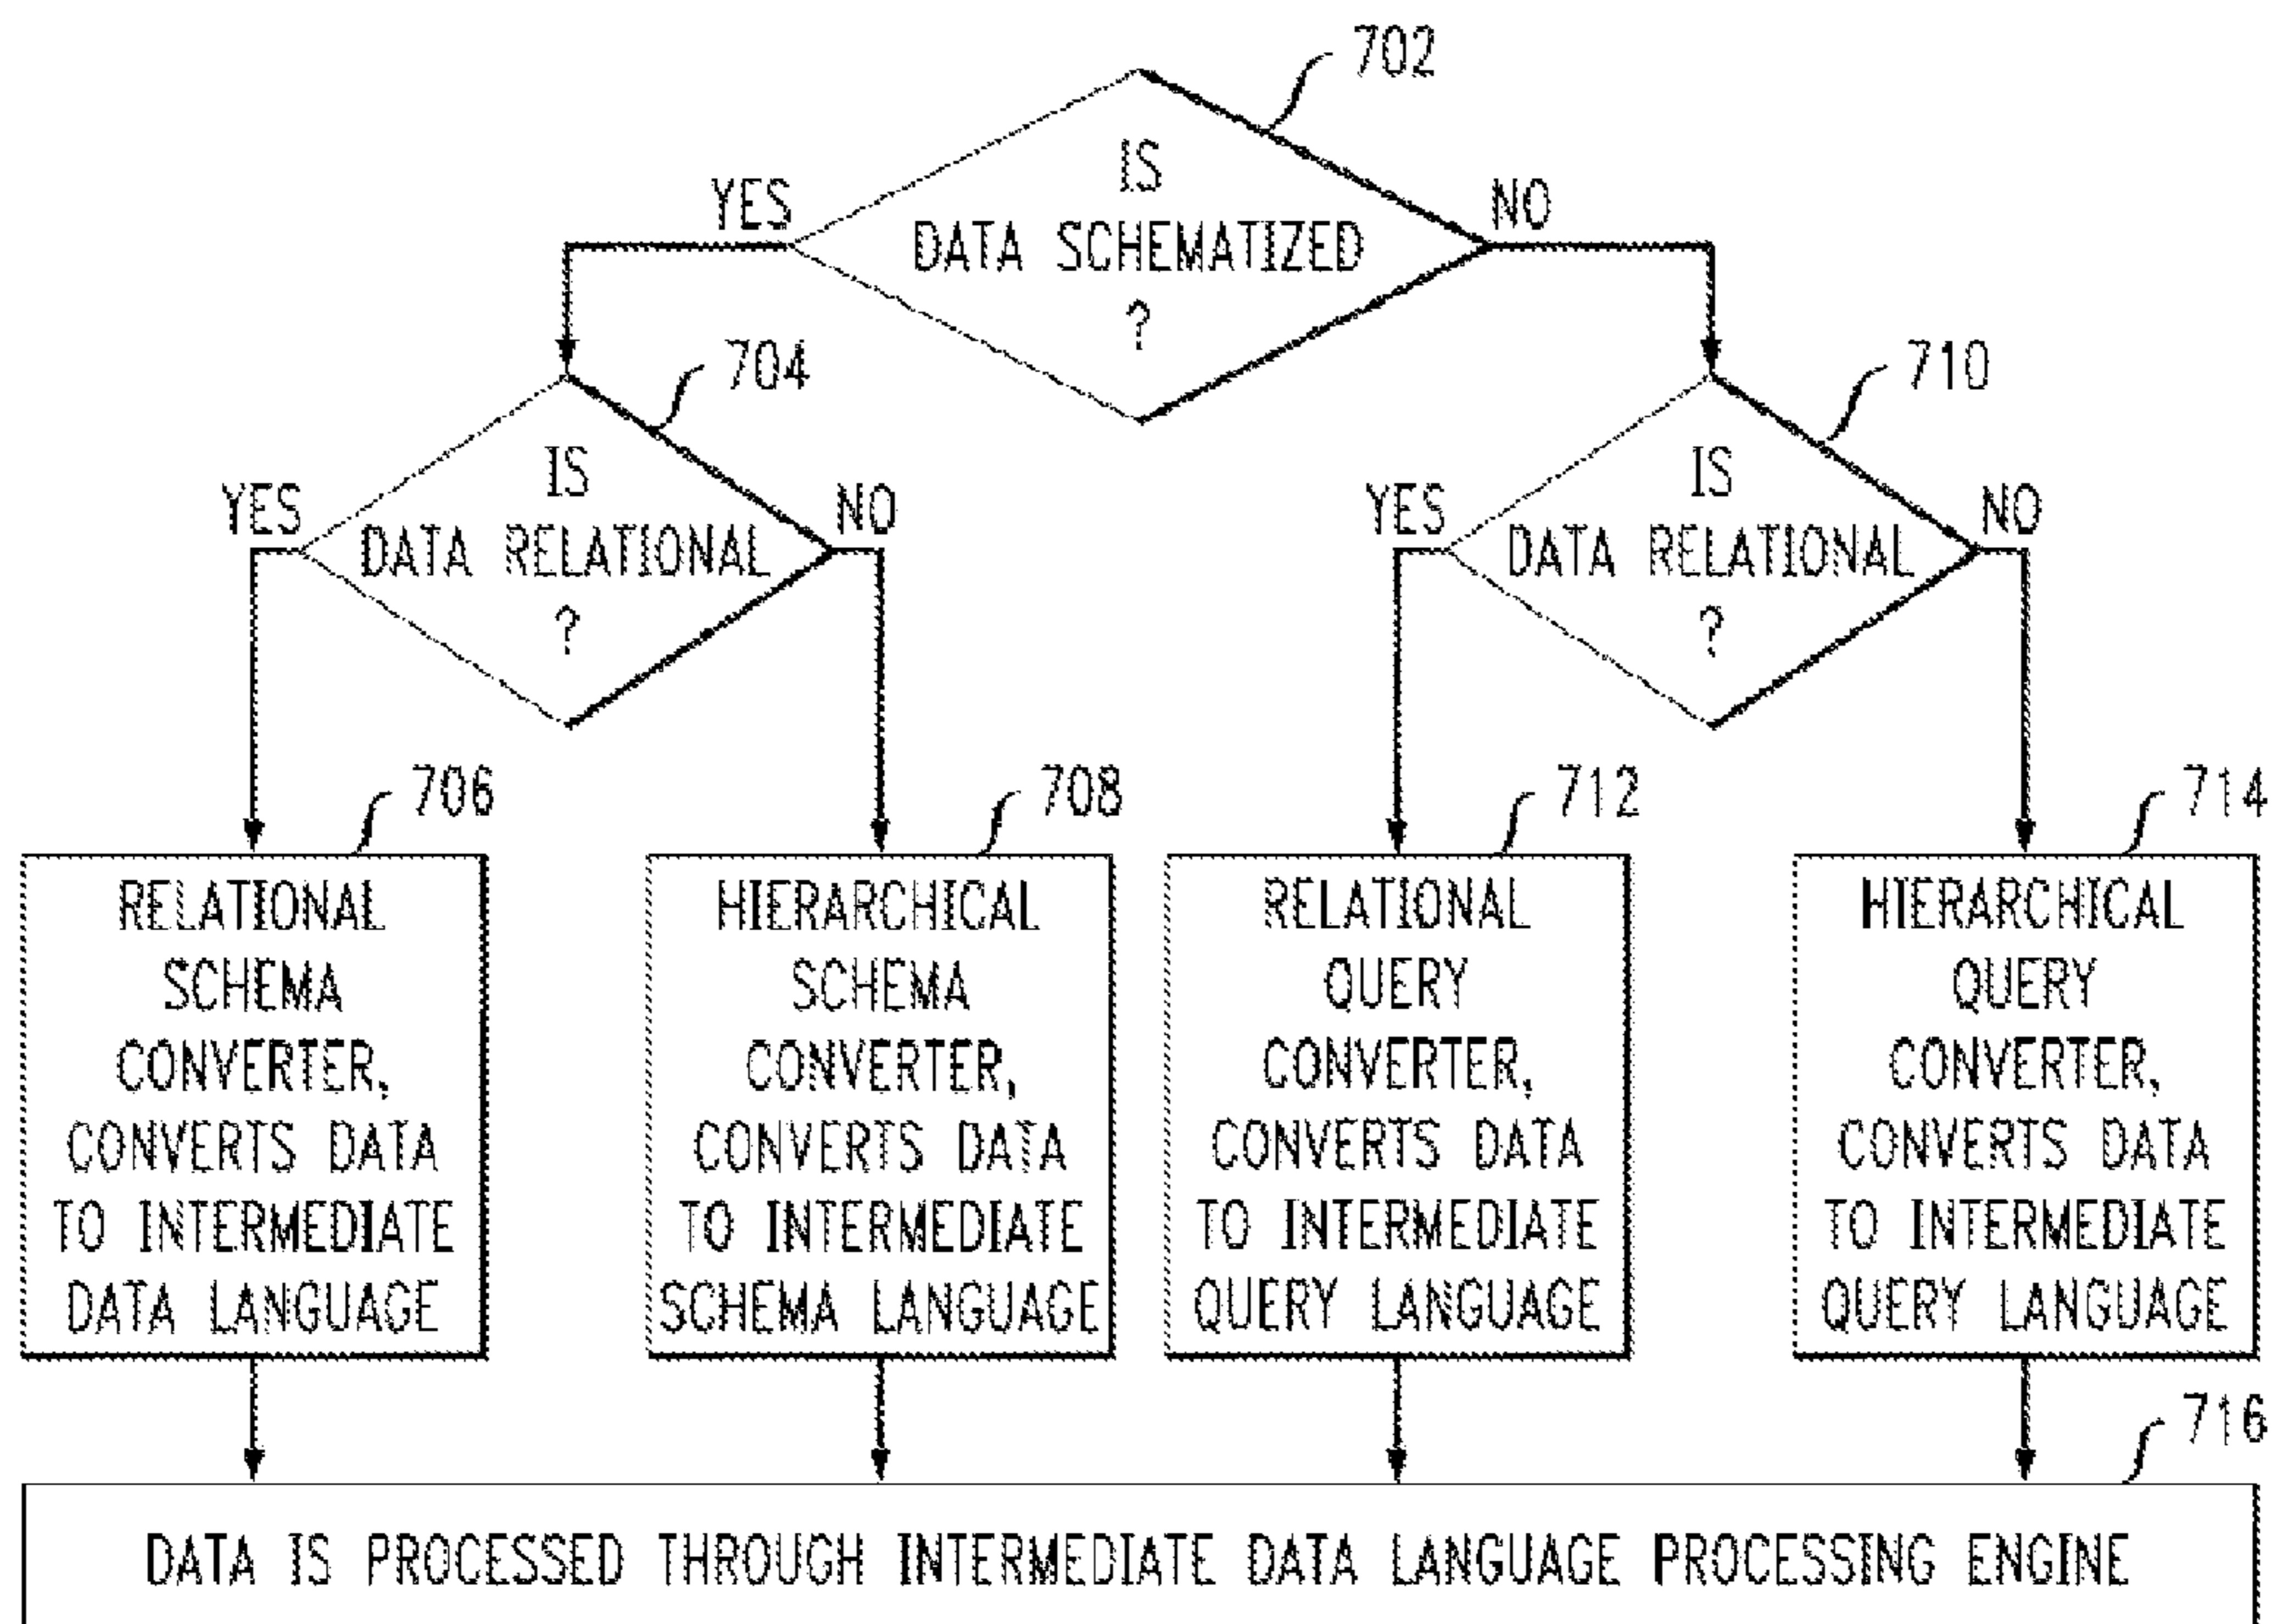 702
IS
DATA SCHEMATIZED
?
YES
NO
704
IS
DATA RELATIONAL
?
YES
NO
710
IS
DATA RELATIONAL
?
YES
NO
706
RELATIONAL
SCHEMA
CONVERTER,
CONVERTS DATA
TO INTERMEDIATE
DATA LANGUAGE
708
HIERARCHICAL
SCHEMA
CONVERTER,
CONVERTS DATA
TO INTERMEDIATE
SCHEMA LANGUAGE
712
RELATIONAL
QUERY
CONVERTER,
CONVERTS DATA
TO INTERMEDIATE
QUERY LANGUAGE
714
HIERARCHICAL
QUERY
CONVERTER,
CONVERTS DATA
TO INTERMEDIATE
QUERY LANGUAGE
716
DATA IS PROCESSED THROUGH INTERMEDIATE DATA LANGUAGE PROCESSING ENGINE